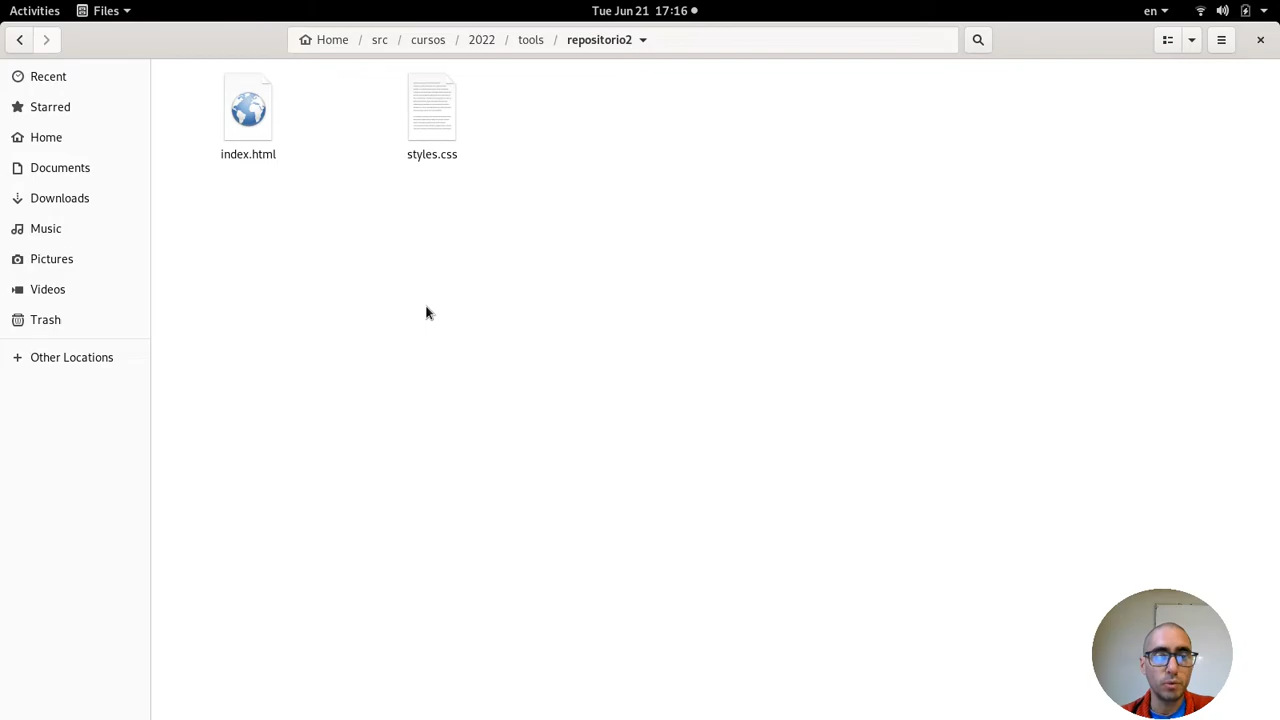 Activities Files Tue Jun 21 17:16 en
Home / src / cursos / 2022 / tools / repositorio2
Recent
Starred
Home
Documents
Downloads
Music
Pictures
Videos
Trash
Other Locations
index.html styles.css